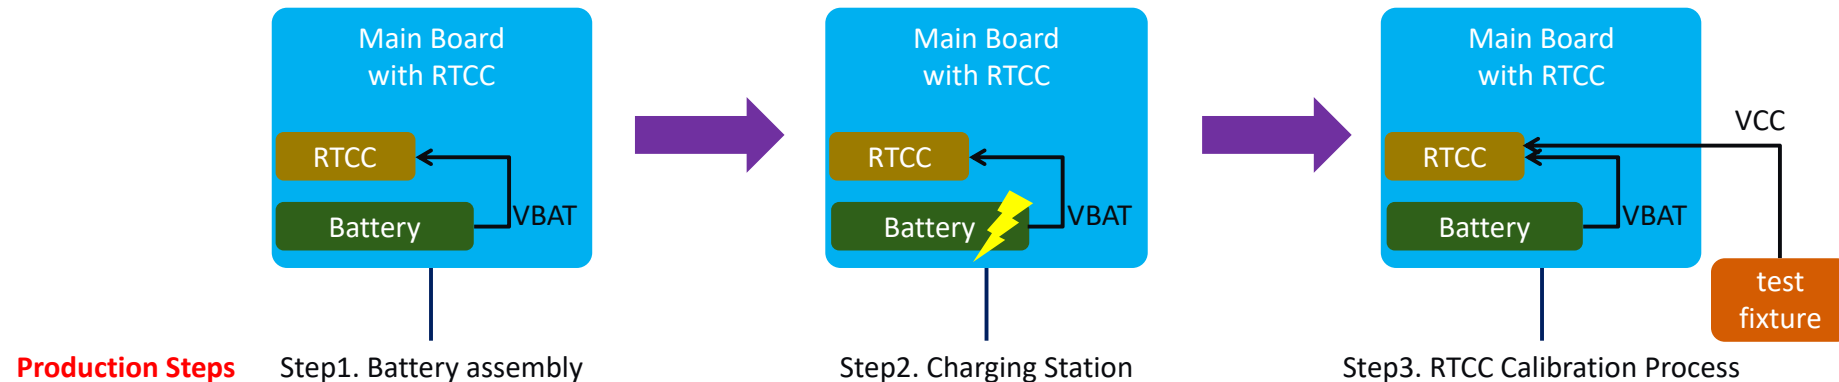 Main Board
with RTCC
RTCC
Battery
VBAT
Main Board
with RTCC
RTCC
Battery
VBAT
Main Board
with RTCC
RTCC
Battery
VBAT
VCC
test
fixture
Production Steps
Step1. Battery assembly
Step2. Charging Station
Step3. RTCC Calibration Process